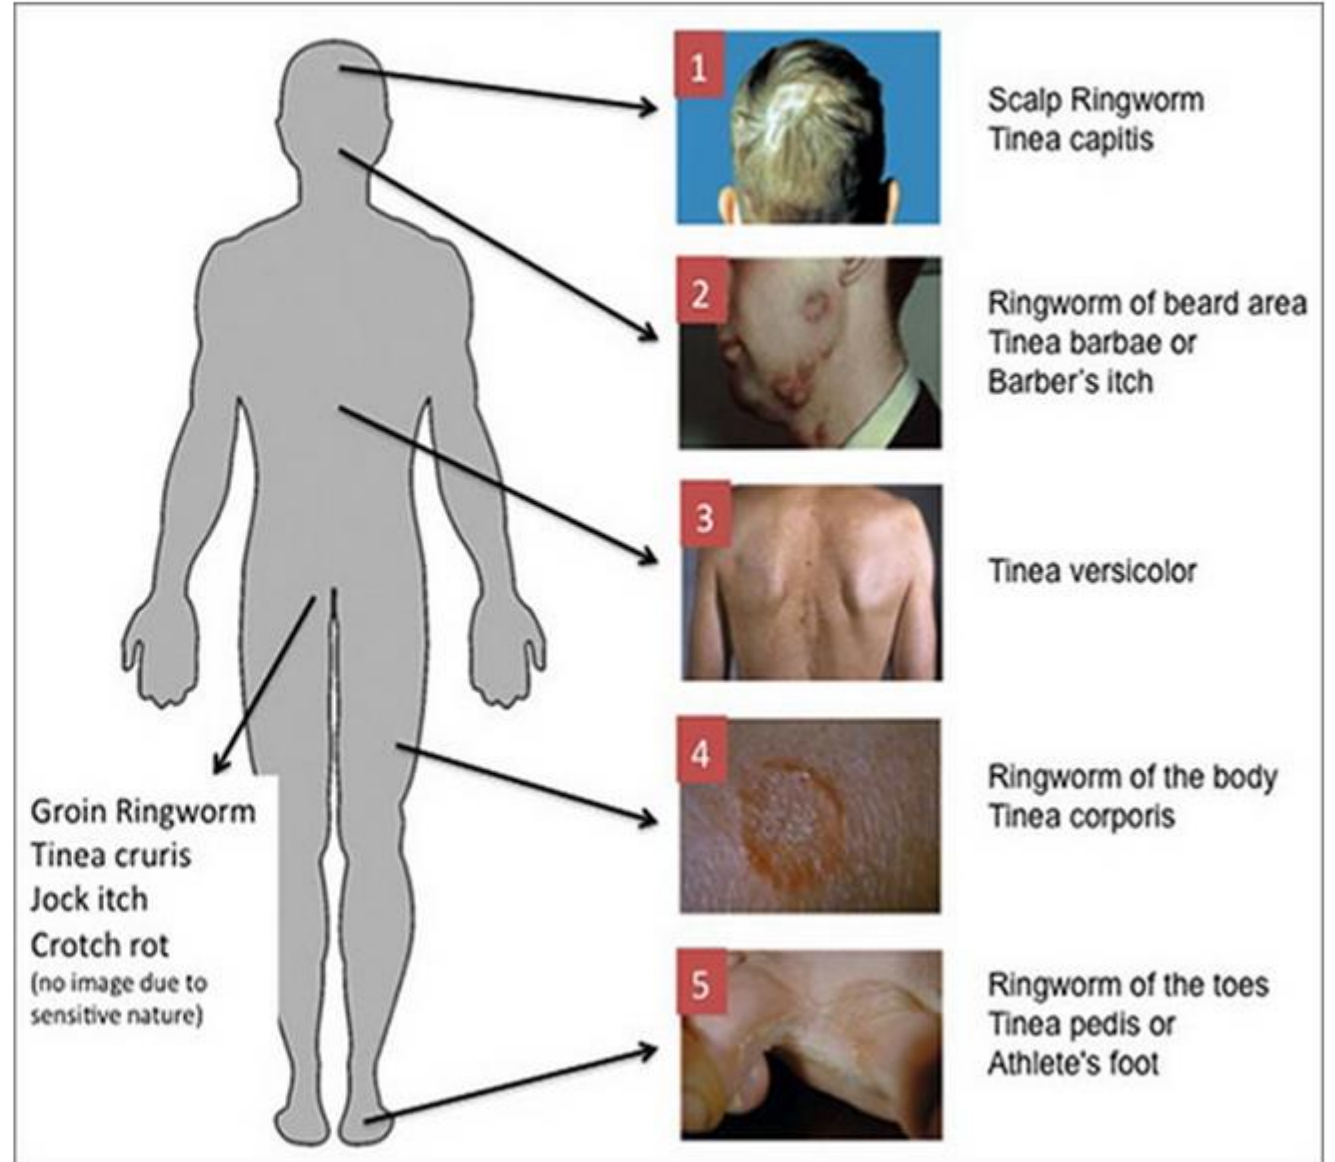 1
Scalp Ringworm
Tinea capitis
2
Ringworm of beard area
Tinea barbae or
Barber's itch
3
Tinea versicolor
4
Ringworm of the body
Tinea corporis
Groin Ringworm
Tinea cruris
Jock itch
Crotch rot
(no image due to
sensitive nature)
5
Ringworm of the toes
Tinea pedis or
Athlete's foot